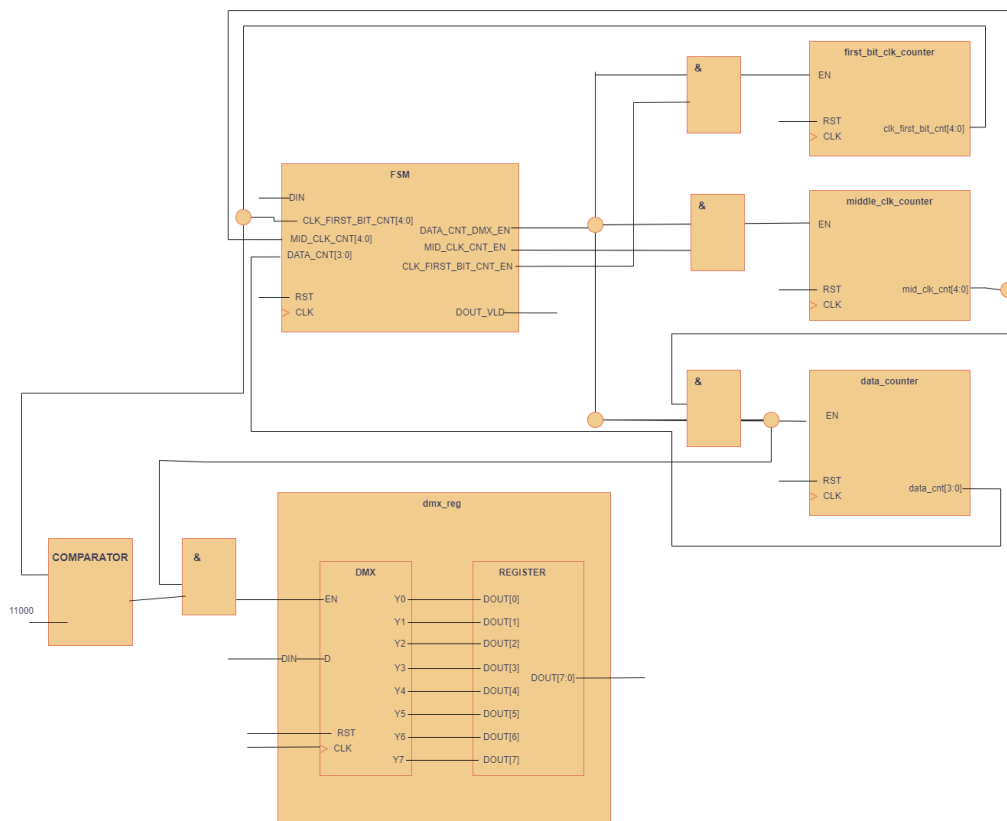 first_bit_clk_counter
&
EN
RST
CLK
clk_first_bit_cnt[4:0]
FSM
DIN
CLK_FIRST_BIT_CNT[4:0]
MID_CLK_CNT[4:0]
DATA_CNT[3:0]
RST
CLK
DATA_CNT_DMX_EN
MID_CLK_CNT_EN
CLK_FIRST_BIT_CNT_EN
DOUT_VLD
&
middle_clk_counter
EN
RST
CLK
mid_clk_cnt[4:0]
&
data_counter
EN
RST
CLK
data_cnt[3:0]
COMPARATOR
11000
&
dmx_reg
DMX
EN
DIN
D
RST
CLK
Y0
Y1
Y2
Y3
Y4
Y5
Y6
Y7
REGISTER
DOUT[0]
DOUT[1]
DOUT[2]
DOUT[3]
DOUT[4]
DOUT[5]
DOUT[6]
DOUT[7]
DOUT[7:0]